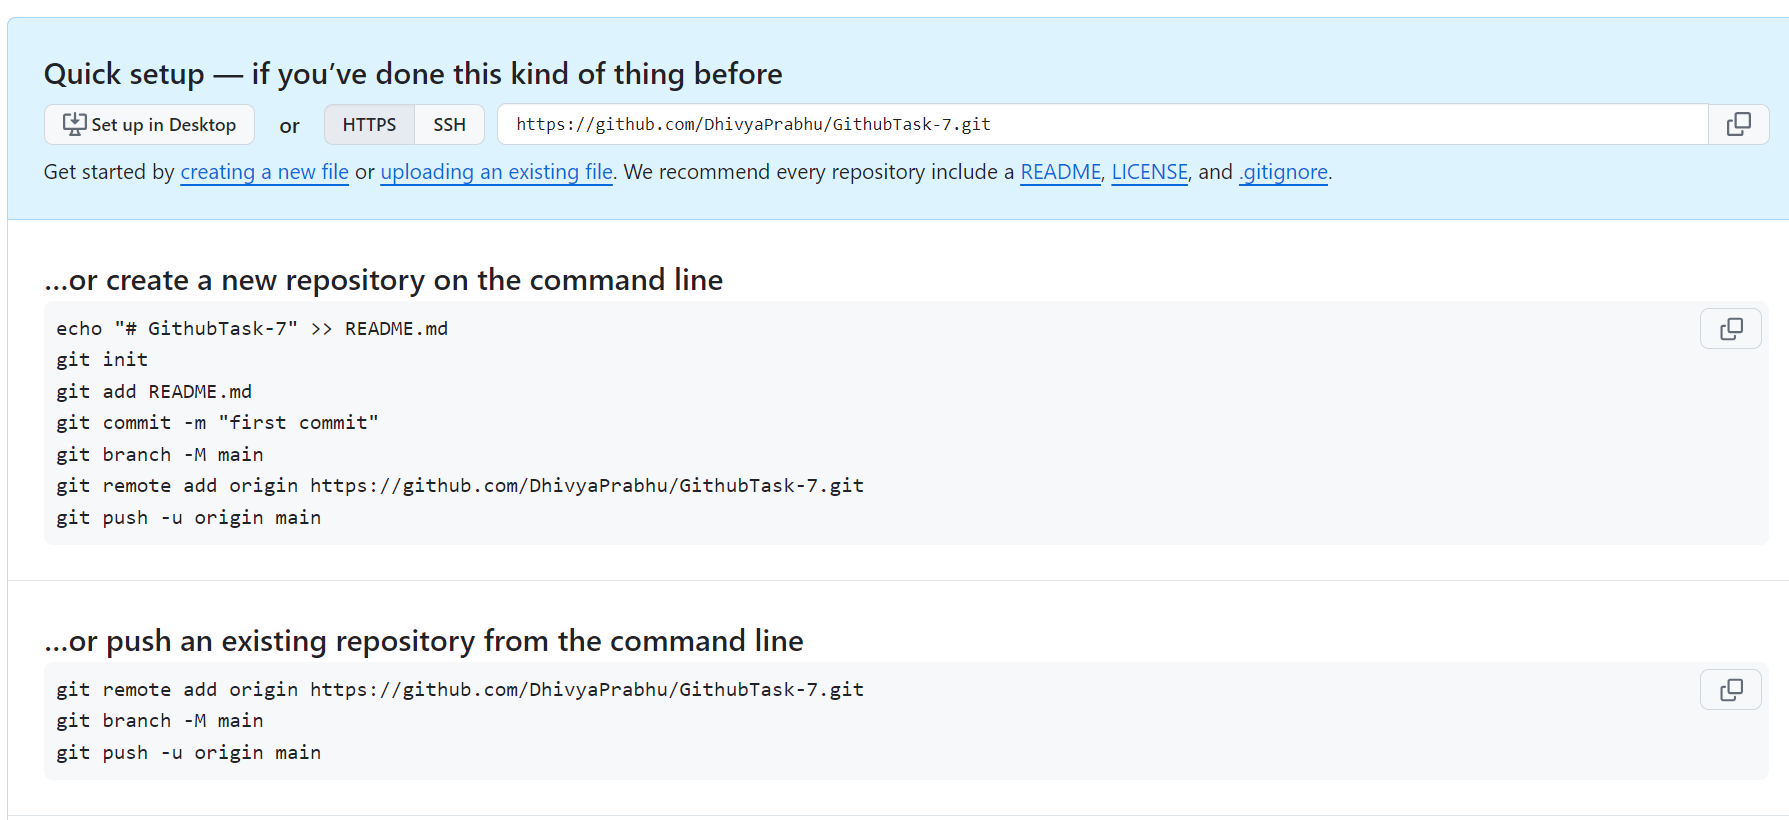 Quick setup — if you’ve done this kind of thing before
Set up in Desktop or HTTPS SSH https://github.com/DhivyaPrabhu/GithubTask-7.git
Get started by creating a new file or uploading an existing file. We recommend every repository include a README, LICENSE, and .gitignore.
…or create a new repository on the command line
echo "# GithubTask-7" >> README.md
git init
git add README.md
git commit -m "first commit"
git branch -M main
git remote add origin https://github.com/DhivyaPrabhu/GithubTask-7.git
git push -u origin main
…or push an existing repository from the command line
git remote add origin https://github.com/DhivyaPrabhu/GithubTask-7.git
git branch -M main
git push -u origin main